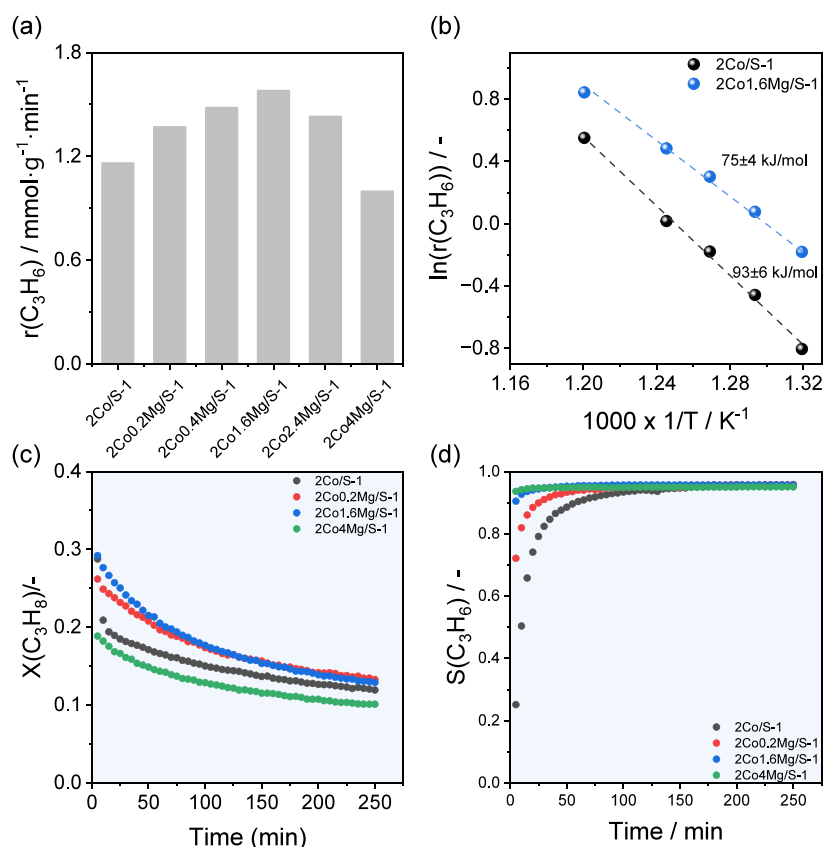 (a)
1.8
1.2
0.6
0.0
r(C₃H₆) / mmol·g⁻¹·min⁻¹
2Co/S-1
2Co0.2Mg/S-1
2Co0.4Mg/S-1
2Co1.6Mg/S-1
2Co2.4Mg/S-1
2Co4Mg/S-1
(b)
2Co/S-1
2Co1.6Mg/S-1
0.8
0.4
0.0
−0.4
−0.8
ln(r(C₃H₆)) / -
75±4 kJ/mol
93±6 kJ/mol
1.16
1.20
1.24
1.28
1.32
1000 x 1/T / K⁻¹
(c)
0.4
0.3
0.2
0.1
0.0
X(C₃H₈)/-
2Co/S-1
2Co0.2Mg/S-1
2Co1.6Mg/S-1
2Co4Mg/S-1
0
50
100
150
200
250
Time (min)
(d)
1.0
0.8
0.6
0.4
0.2
0.0
S(C₃H₆) / -
2Co/S-1
2Co0.2Mg/S-1
2Co1.6Mg/S-1
2Co4Mg/S-1
0
50
100
150
200
250
Time / min